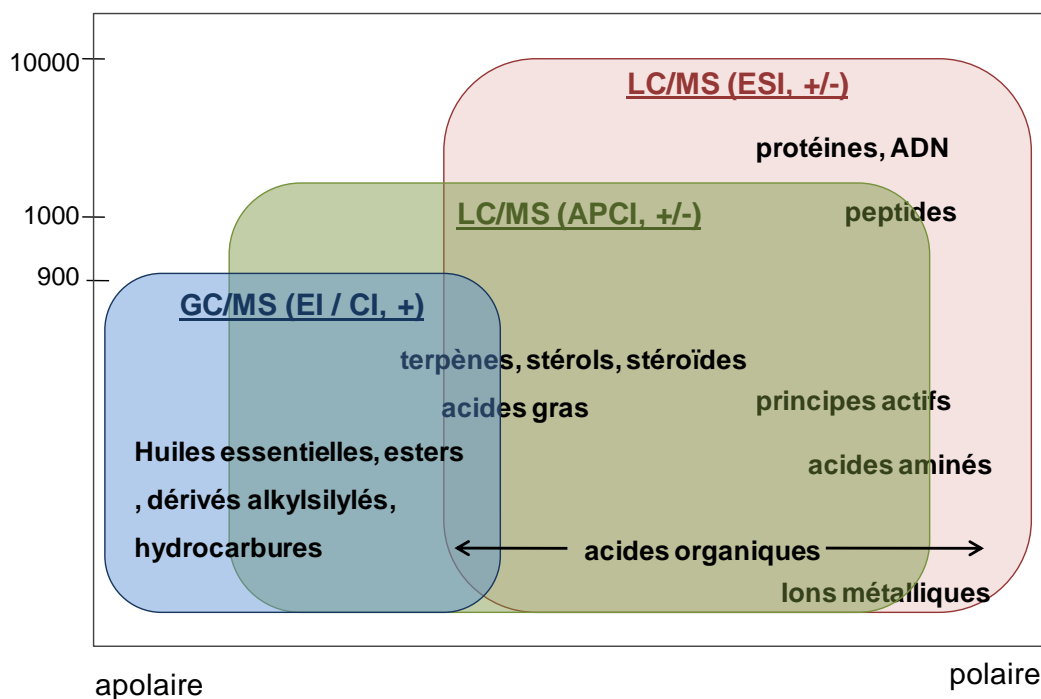 10000
LC/MS (ESI, +/-)
protéines, ADN
1000
LC/MS (APCI, +/-)
peptides
900
GC/MS (EI / CI, +)
terpènes, stérols, stéroïdes
acides gras
principes actifs
Huiles essentielles, esters
acides aminés
, dérivés alkylsilylés,
hydrocarbures
acides organiques
Ions métalliques
apolaire
polaire